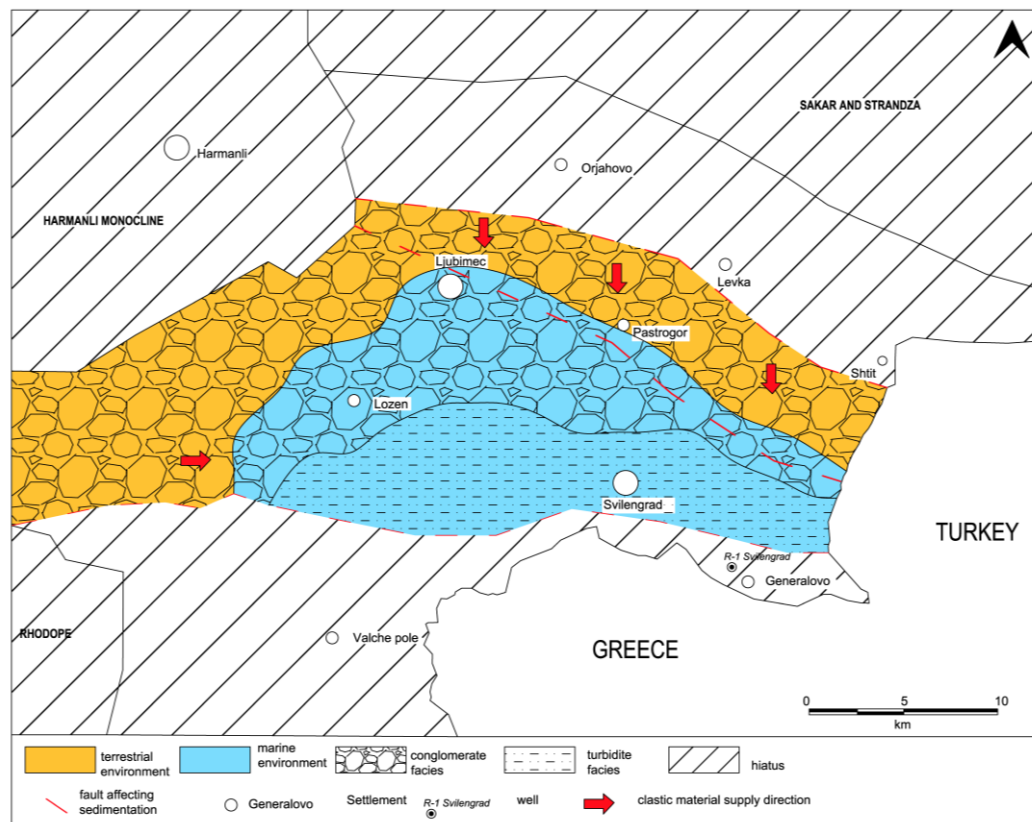 SAKAR AND STRANDZA
Harmanli
Orjahovo
HARMANLI MONOCLINE
Ljubimec
Levka
Pastrogor
Shtit
Lozen
Svilengrad
TURKEY
R-1 Svilengrad
Generalovo
RHODOPE
Valche pole
GREECE
0 5 10
km
terrestrial
environment
marine
environment
conglomerate
facies
turbidite
facies
hiatus
fault affecting
sedimentation
Generalovo
Settlement
R-1 Svilengrad
well
clastic material supply direction